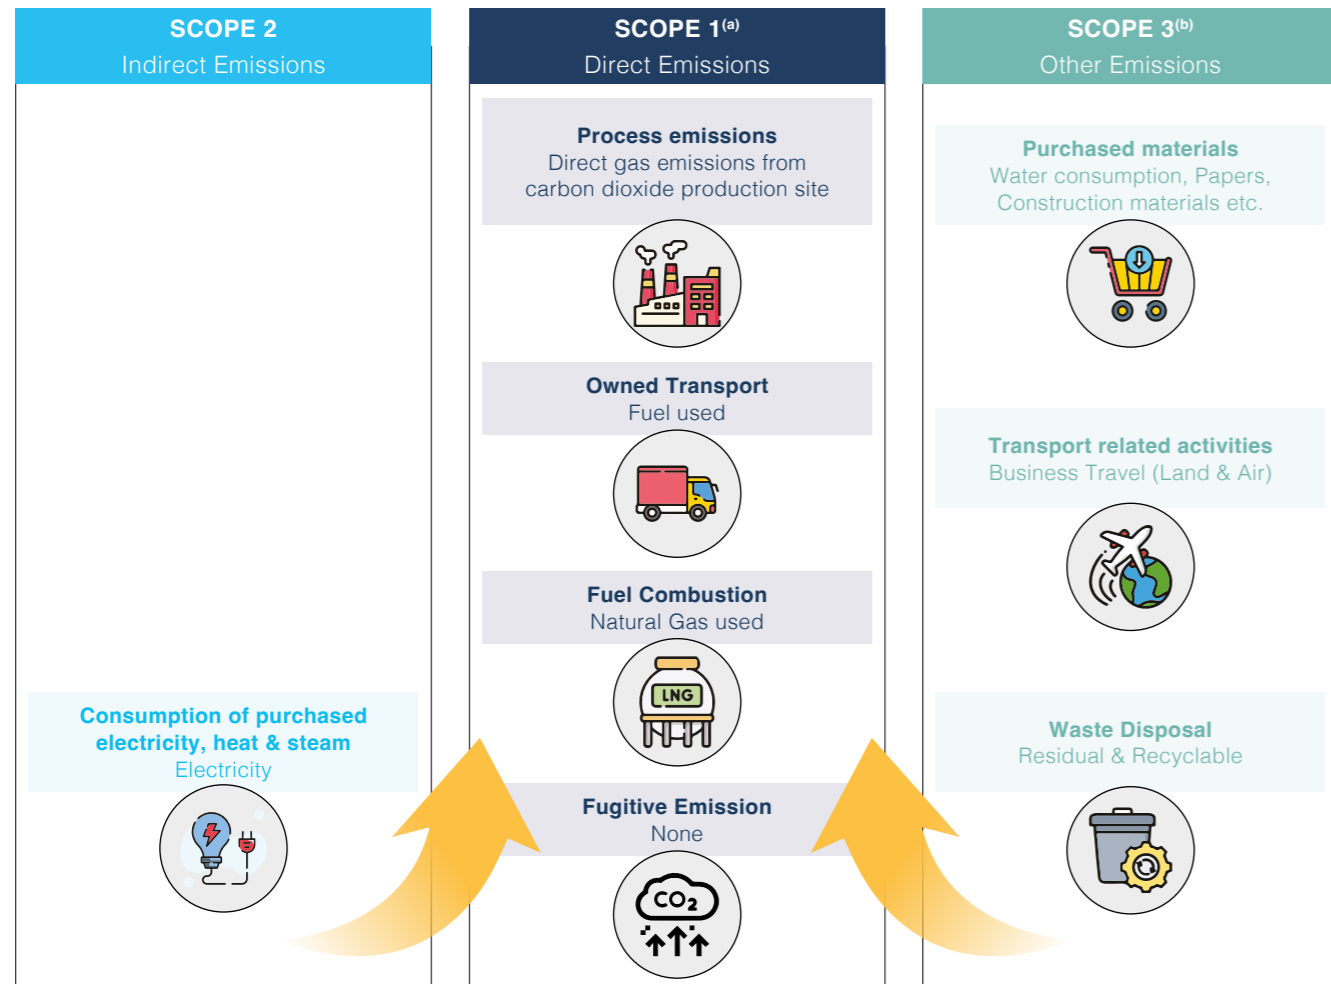 SCOPE 2
Indirect Emissions
Consumption of purchased
electricity, heat & steam
Electricity
SCOPE 1(a)
Direct Emissions
Process emissions
Direct gas emissions from
carbon dioxide production site
Owned Transport
Fuel used
Fuel Combustion
Natural Gas used
LNG
Fugitive Emission
None
CO₂
SCOPE 3(b)
Other Emissions
Purchased materials
Water consumption, Papers,
Construction materials etc.
Transport related activities
Business Travel (Land & Air)
Waste Disposal
Residual & Recyclable